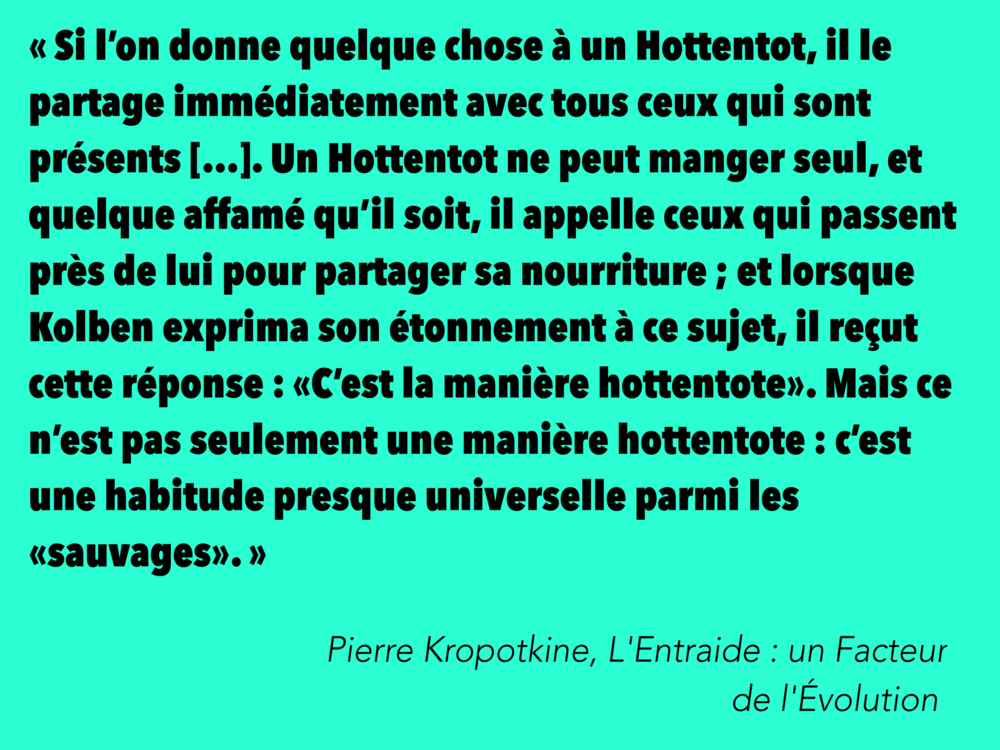 « Si l’on donne quelque chose à un Hottentot, il le
partage immédiatement avec tous ceux qui sont
présents [...]. Un Hottentot ne peut manger seul, et
quelque affamé qu’il soit, il appelle ceux qui passent
près de lui pour partager sa nourriture ; et lorsque
Kolben exprima son étonnement à ce sujet, il reçut
cette réponse : «C’est la manière hottentote». Mais ce
n’est pas seulement une manière hottentote : c’est
une habitude presque universelle parmi les
«sauvages». »
Pierre Kropotkine, L'Entraide : un Facteur
de l'Évolution